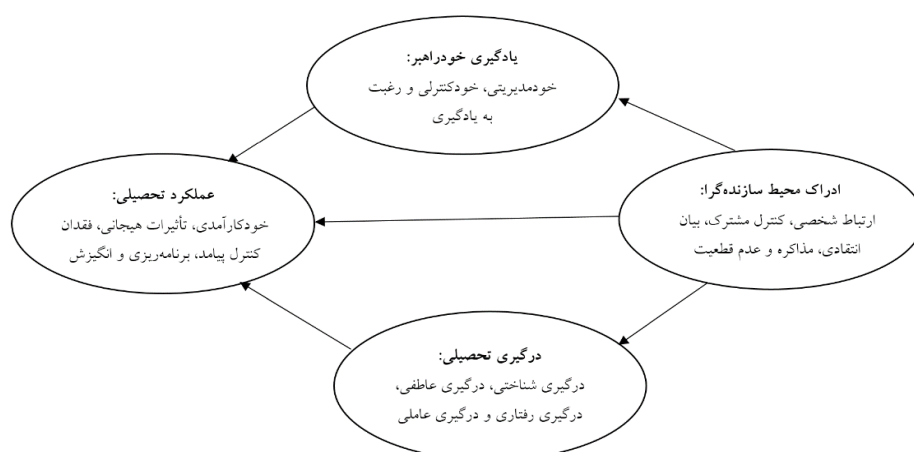 یادگیری خودراهبر:
خودمدیریتی، خودکنترلی و رغبت
به یادگیری
ادراک محیط سازنده‌گرا:
ارتباط شخصی، کنترل مشترک، بیان
انتقادی، مذاکره و عدم قطعیت
عملکرد تحصیلی:
خودکارآمدی، تأثیرات هیجانی، فقدان
کنترل پیامد، برنامه‌ریزی و انگیزش
درگیری تحصیلی:
درگیری شناختی، درگیری عاطفی،
درگیری رفتاری و درگیری عاملی